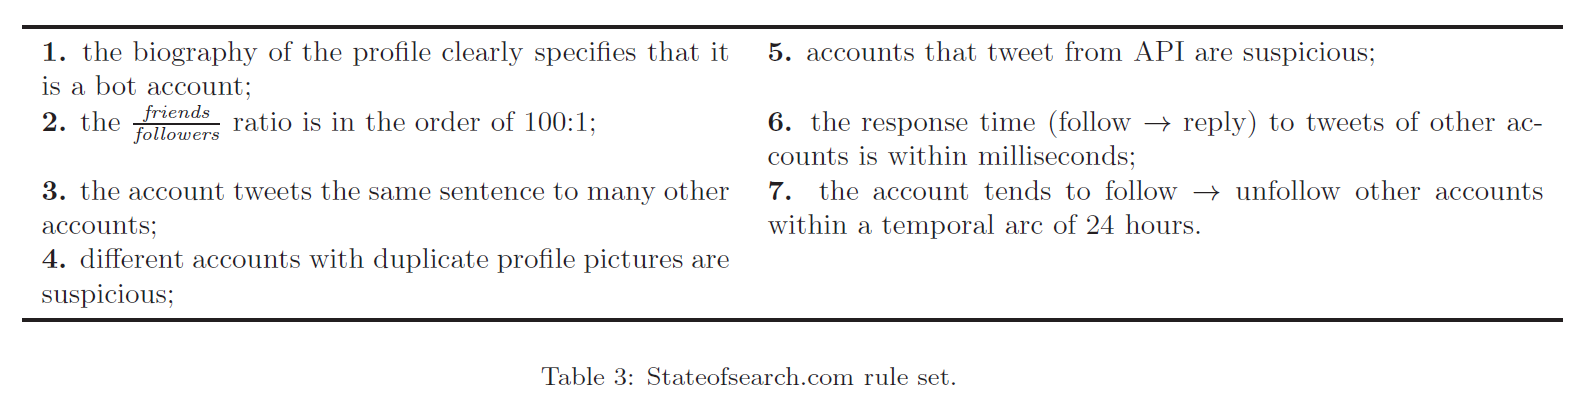 1. the biography of the profile clearly specifies that it
is a bot account;
2. the friends/followers ratio is in the order of 100:1;
3. the account tweets the same sentence to many other
accounts;
4. different accounts with duplicate profile pictures are
suspicious;
5. accounts that tweet from API are suspicious;
6. the response time (follow → reply) to tweets of other ac-
counts is within milliseconds;
7. the account tends to follow → unfollow other accounts
within a temporal arc of 24 hours.
Table 3: Stateofsearch.com rule set.